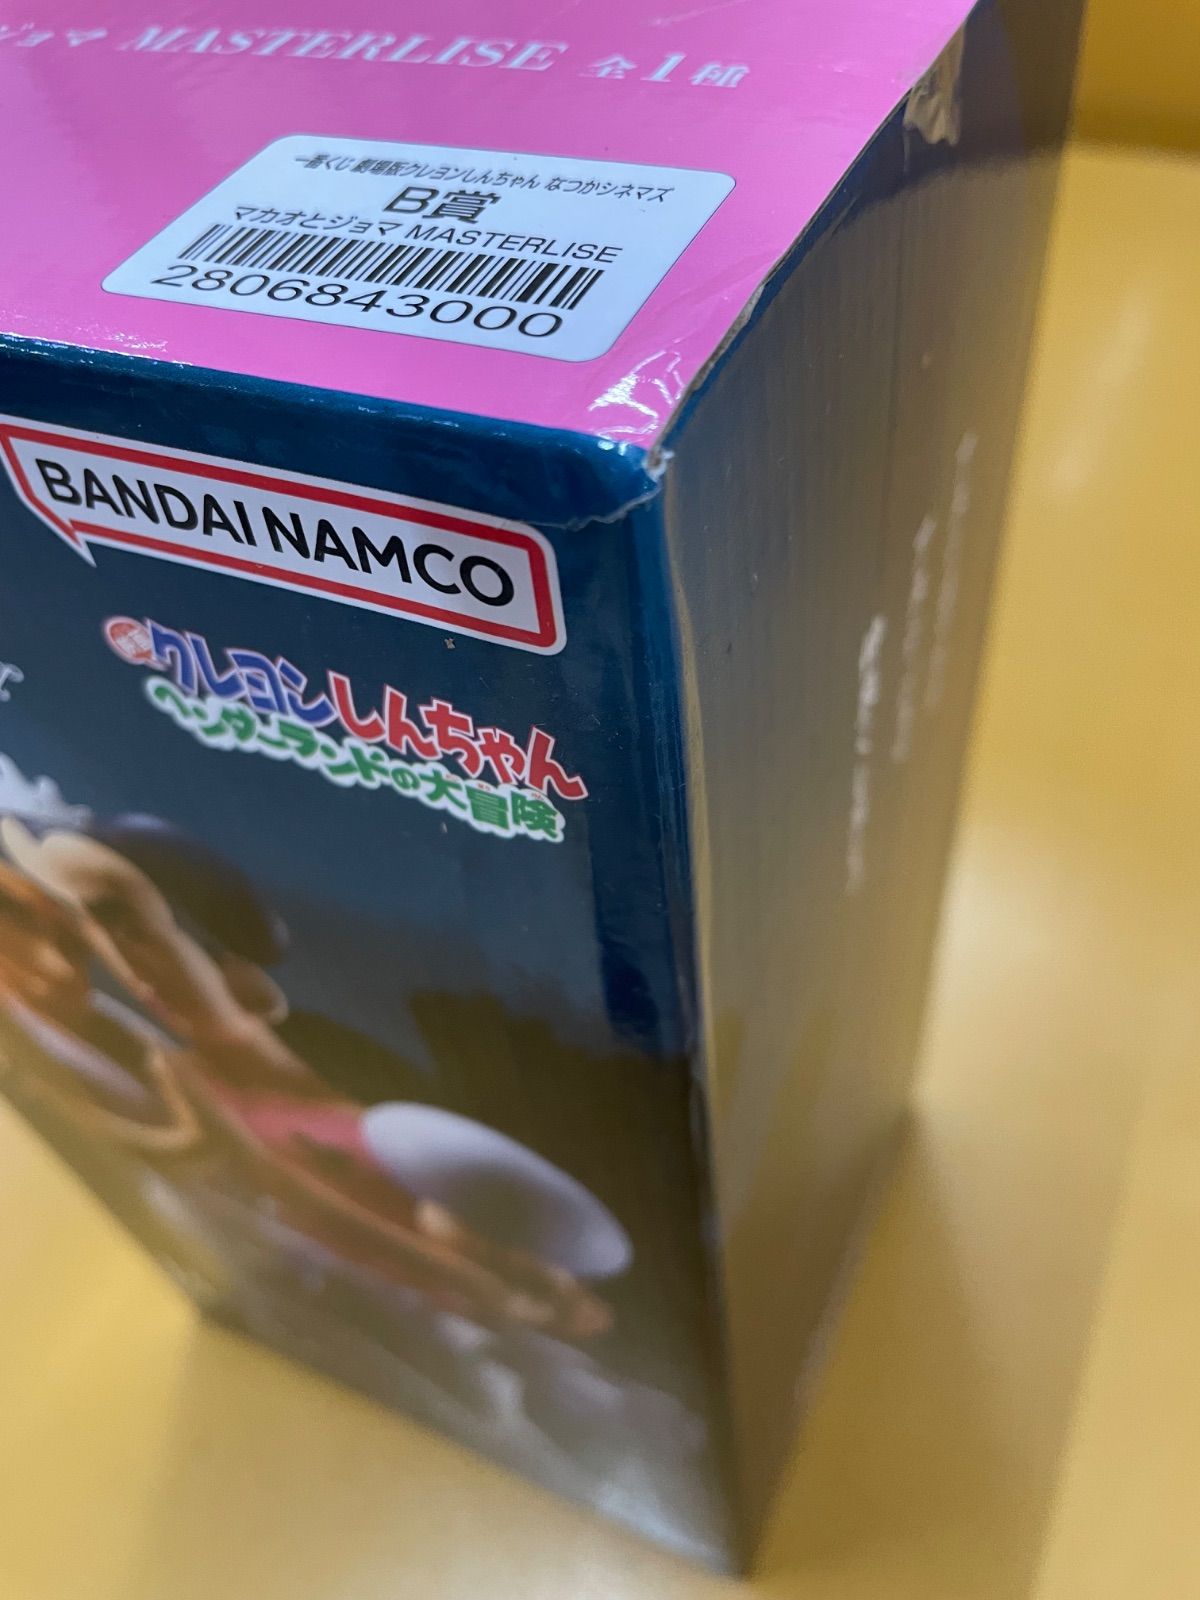 ジョマ MASTERLISE 全1種
一番くじ 劇場版クレヨンしんちゃん なつかシネマズ
B賞
マカオとジョマ MASTERLISE
2806843000
BANDAI NAMCO
クレヨンしんちゃん
ヘンダーランドの大冒険